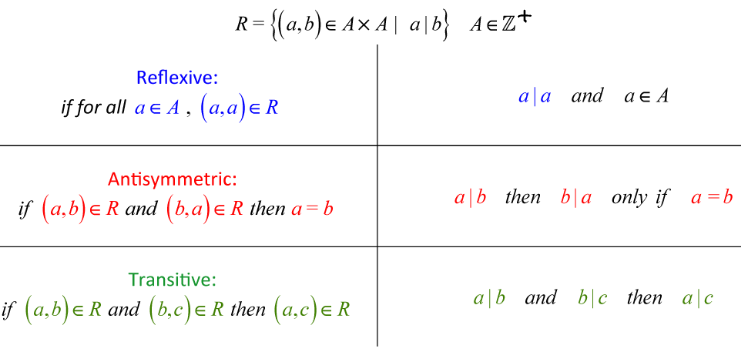 R = {(a,b) ∈ A × A | a | b} A ∈ ℤ⁺
Reflexive:
if for all a ∈ A , (a,a) ∈ R
a | a and a ∈ A
Antisymmetric:
if (a,b) ∈ R and (b,a) ∈ R then a = b
a | b then b | a only if a = b
Transitive:
if (a,b) ∈ R and (b,c) ∈ R then (a,c) ∈ R
a | b and b | c then a | c